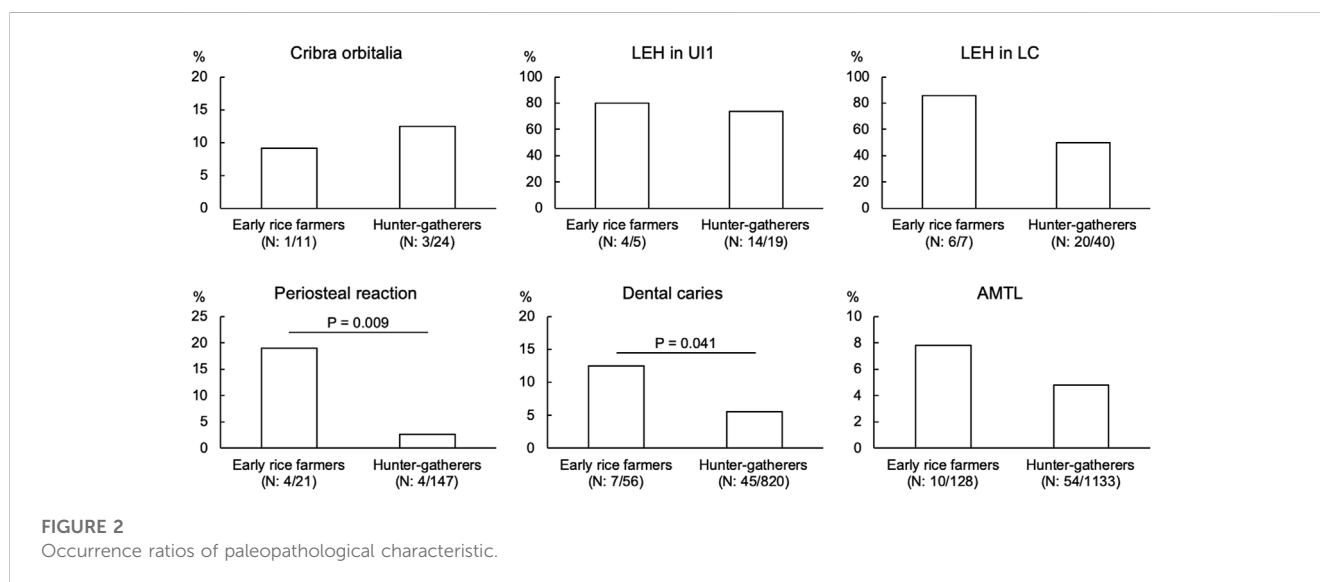 Cribra orbitalia
%
20
15
10
5
0
Early rice farmers
(N: 1/11)
Hunter-gatherers
(N: 3/24)
LEH in UI1
%
100
80
60
40
20
0
Early rice farmers
(N: 4/5)
Hunter-gatherers
(N: 14/19)
LEH in LC
%
100
80
60
40
20
0
Early rice farmers
(N: 6/7)
Hunter-gatherers
(N: 20/40)
Periosteal reaction
%
25
20
15
10
5
0
P = 0.009
Early rice farmers
(N: 4/21)
Hunter-gatherers
(N: 4/147)
Dental caries
%
20
15
10
5
0
P = 0.041
Early rice farmers
(N: 7/56)
Hunter-gatherers
(N: 45/820)
AMTL
%
10
8
6
4
2
0
Early rice farmers
(N: 10/128)
Hunter-gatherers
(N: 54/1133)
FIGURE 2
Occurrence ratios of paleopathological characteristic.